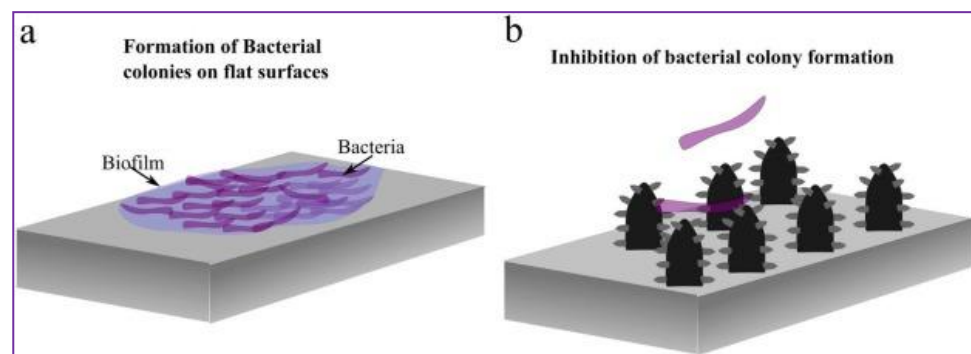 a
Formation of Bacterial
colonies on flat surfaces
Biofilm
Bacteria
b
Inhibition of bacterial colony formation